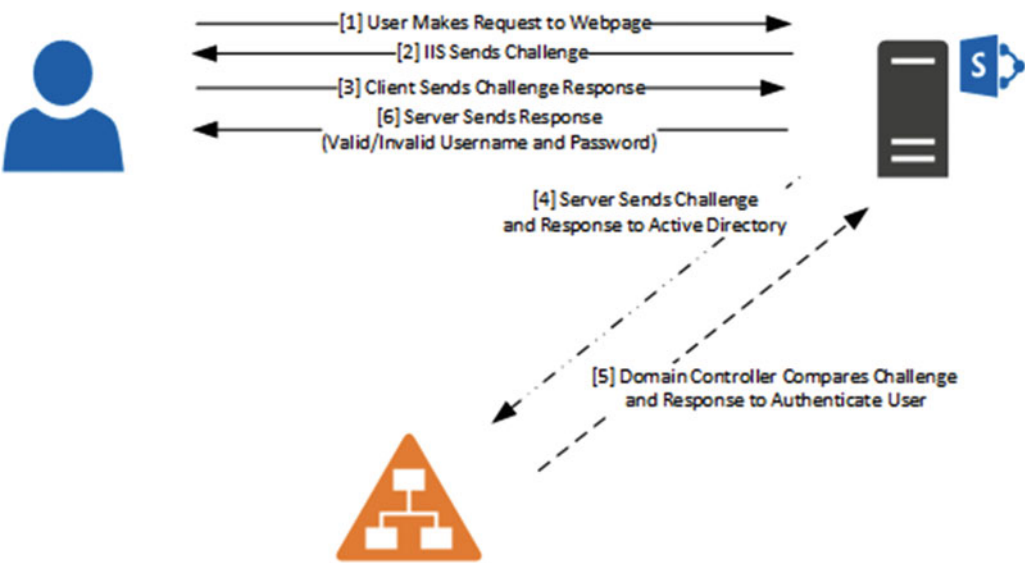 [1] User Makes Request to Webpage
[2] IIS Sends Challenge
[3] Client Sends Challenge Response
[6] Server Sends Response
(Valid/Invalid Username and Password)
S
[4] Server Sends Challenge
and Response to Active Directory
[5] Domain Controller Compares Challenge
and Response to Authenticate User